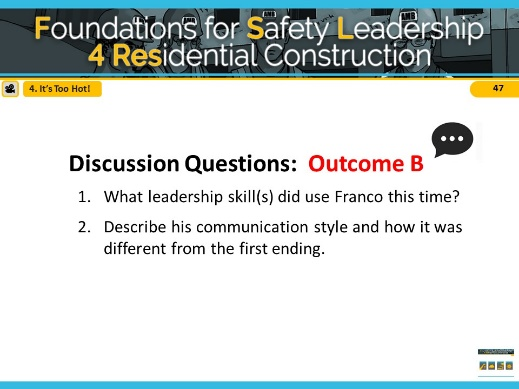 Foundations for Safety Leadership
4 Residential Construction
4. It's Too Hot!
47
Discussion Questions: Outcome B
1. What leadership skill(s) did use Franco this time?
2. Describe his communication style and how it was
different from the first ending.